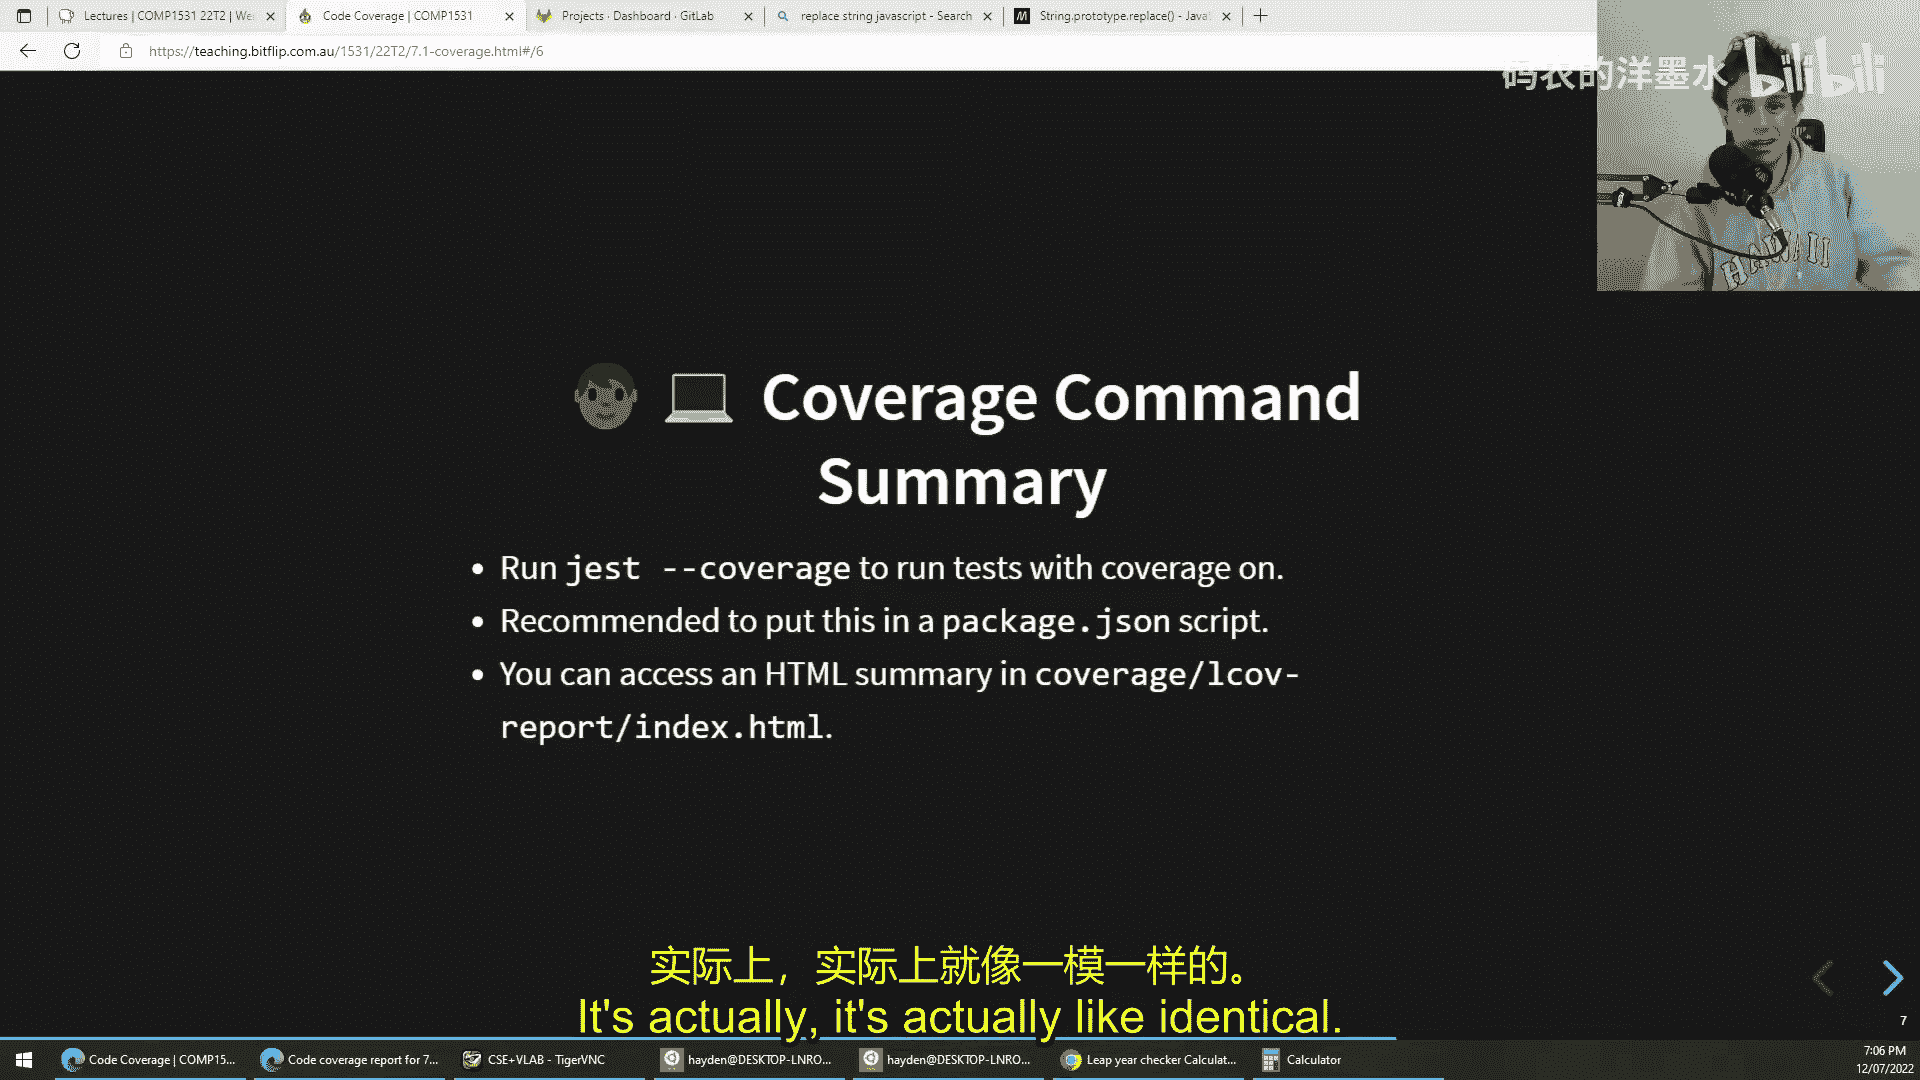 Lectures | COMP1531 22T2 | We
Code Coverage | COMP1531
Projects · Dashboard · GitLab
replace string javascript - Search
String.prototype.replace() - Java
https://teaching.bitflip.com.au/1531/22T2/7.1-coverage.html#/6
码农的洋墨水 bilibili
HAWAII
Coverage Command
Summary
• Run jest --coverage to run tests with coverage on.
• Recommended to put this in a package.json script.
• You can access an HTML summary in coverage/lcov-
report/index.html.
实际上，实际上就像一模一样的。
It's actually, it's actually like identical.
7
Code Coverage | COMP15...
Code coverage report for 7...
CSE+VLAB - TigerVNC
hayden@DESKTOP-LNRO...
hayden@DESKTOP-LNRO...
Leap year checker Calculat...
Calculator
7:06 PM
12/07/2022